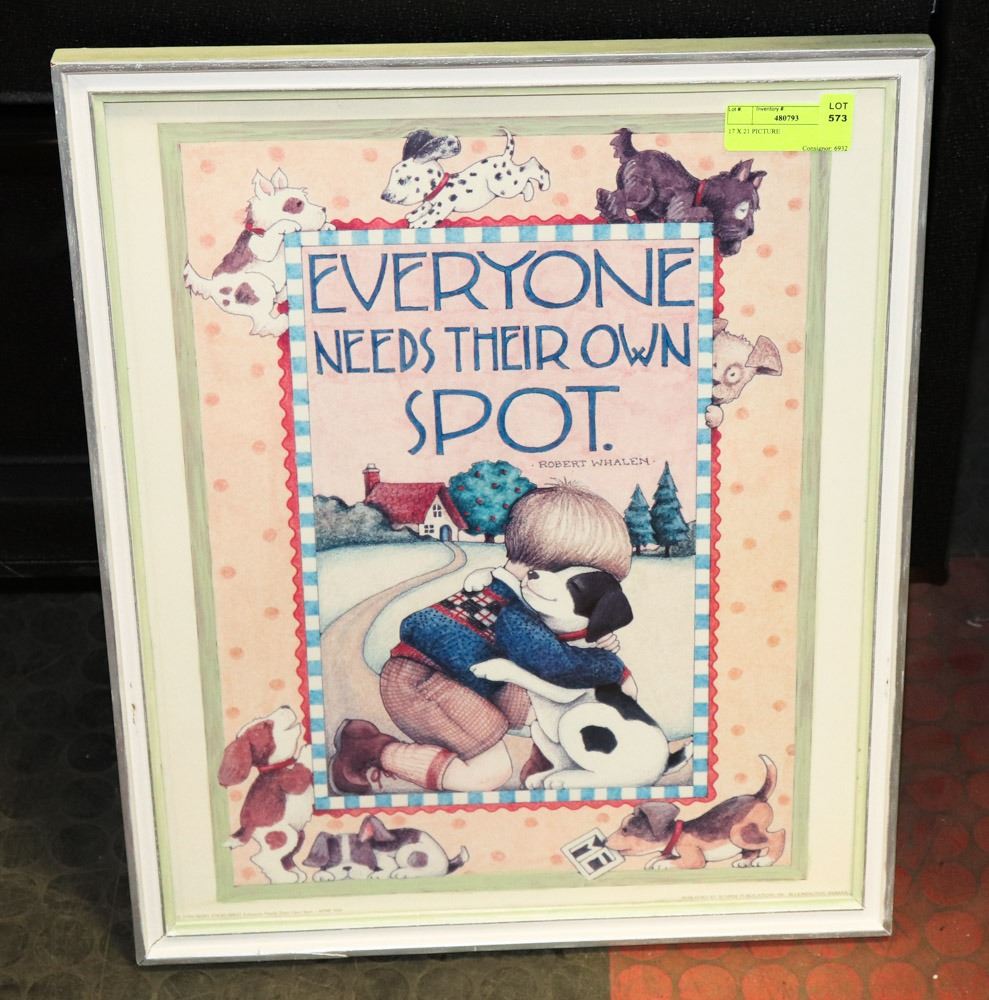 Lot #
Inventory #
LOT
480793
573
17 X 21 PICTURE
Consignor: 6932
EVERYONE
NEEDS THEIR OWN
SPOT.
· ROBERT WHALEN ·
ME